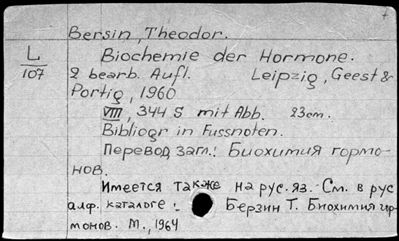 Bersin, Theodor.
L
107
Biochemie der Hormone.
2 bearb. Aufl. Leipzig, Geest &
Portig, 1960
VIII, 344 S mit Abb. 23cm.
Bibliogr in Fussnoten.
Перевод загл.: Биохимия гормо-
нов.
Имеется также на рус. яз. См. в рус
алф. каталоге: Берзин Т. Биохимия гор-
монов. М., 1964